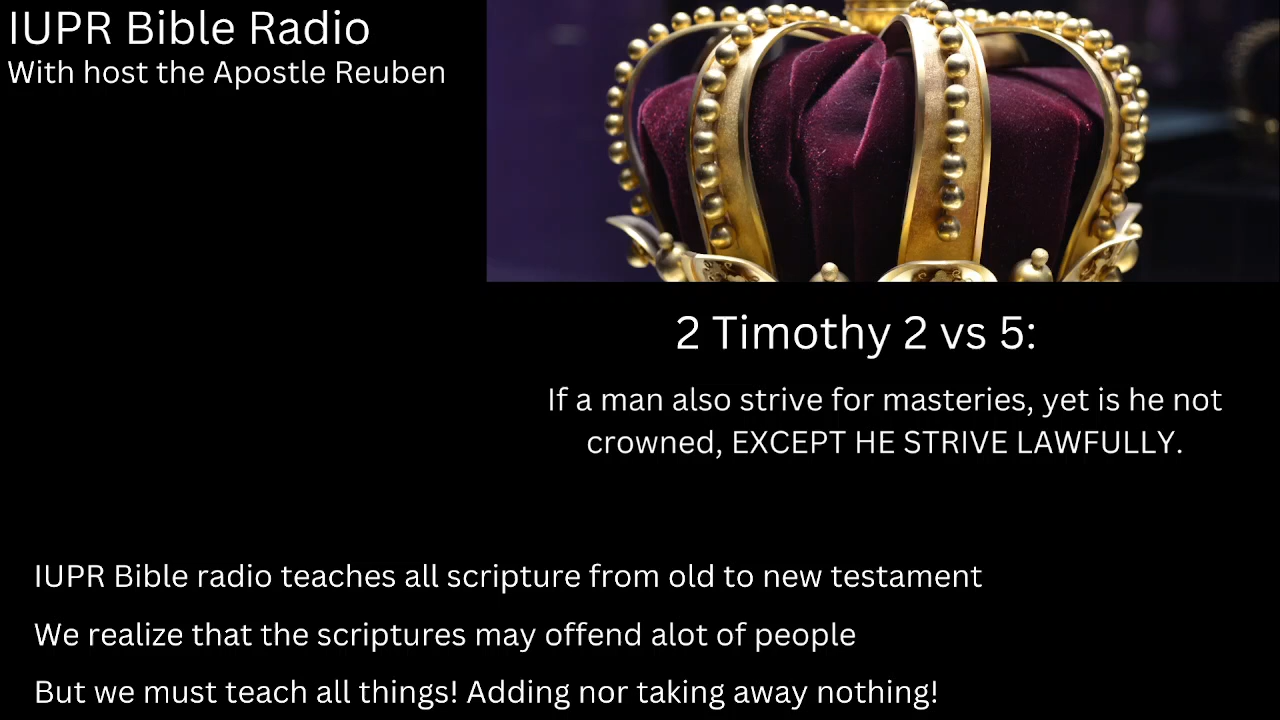 IUPR Bible Radio
With host the Apostle Reuben
2 Timothy 2 vs 5:
If a man also strive for masteries, yet is he not
crowned, EXCEPT HE STRIVE LAWFULLY.
IUPR Bible radio teaches all scripture from old to new testament
We realize that the scriptures may offend alot of people
But we must teach all things! Adding nor taking away nothing!